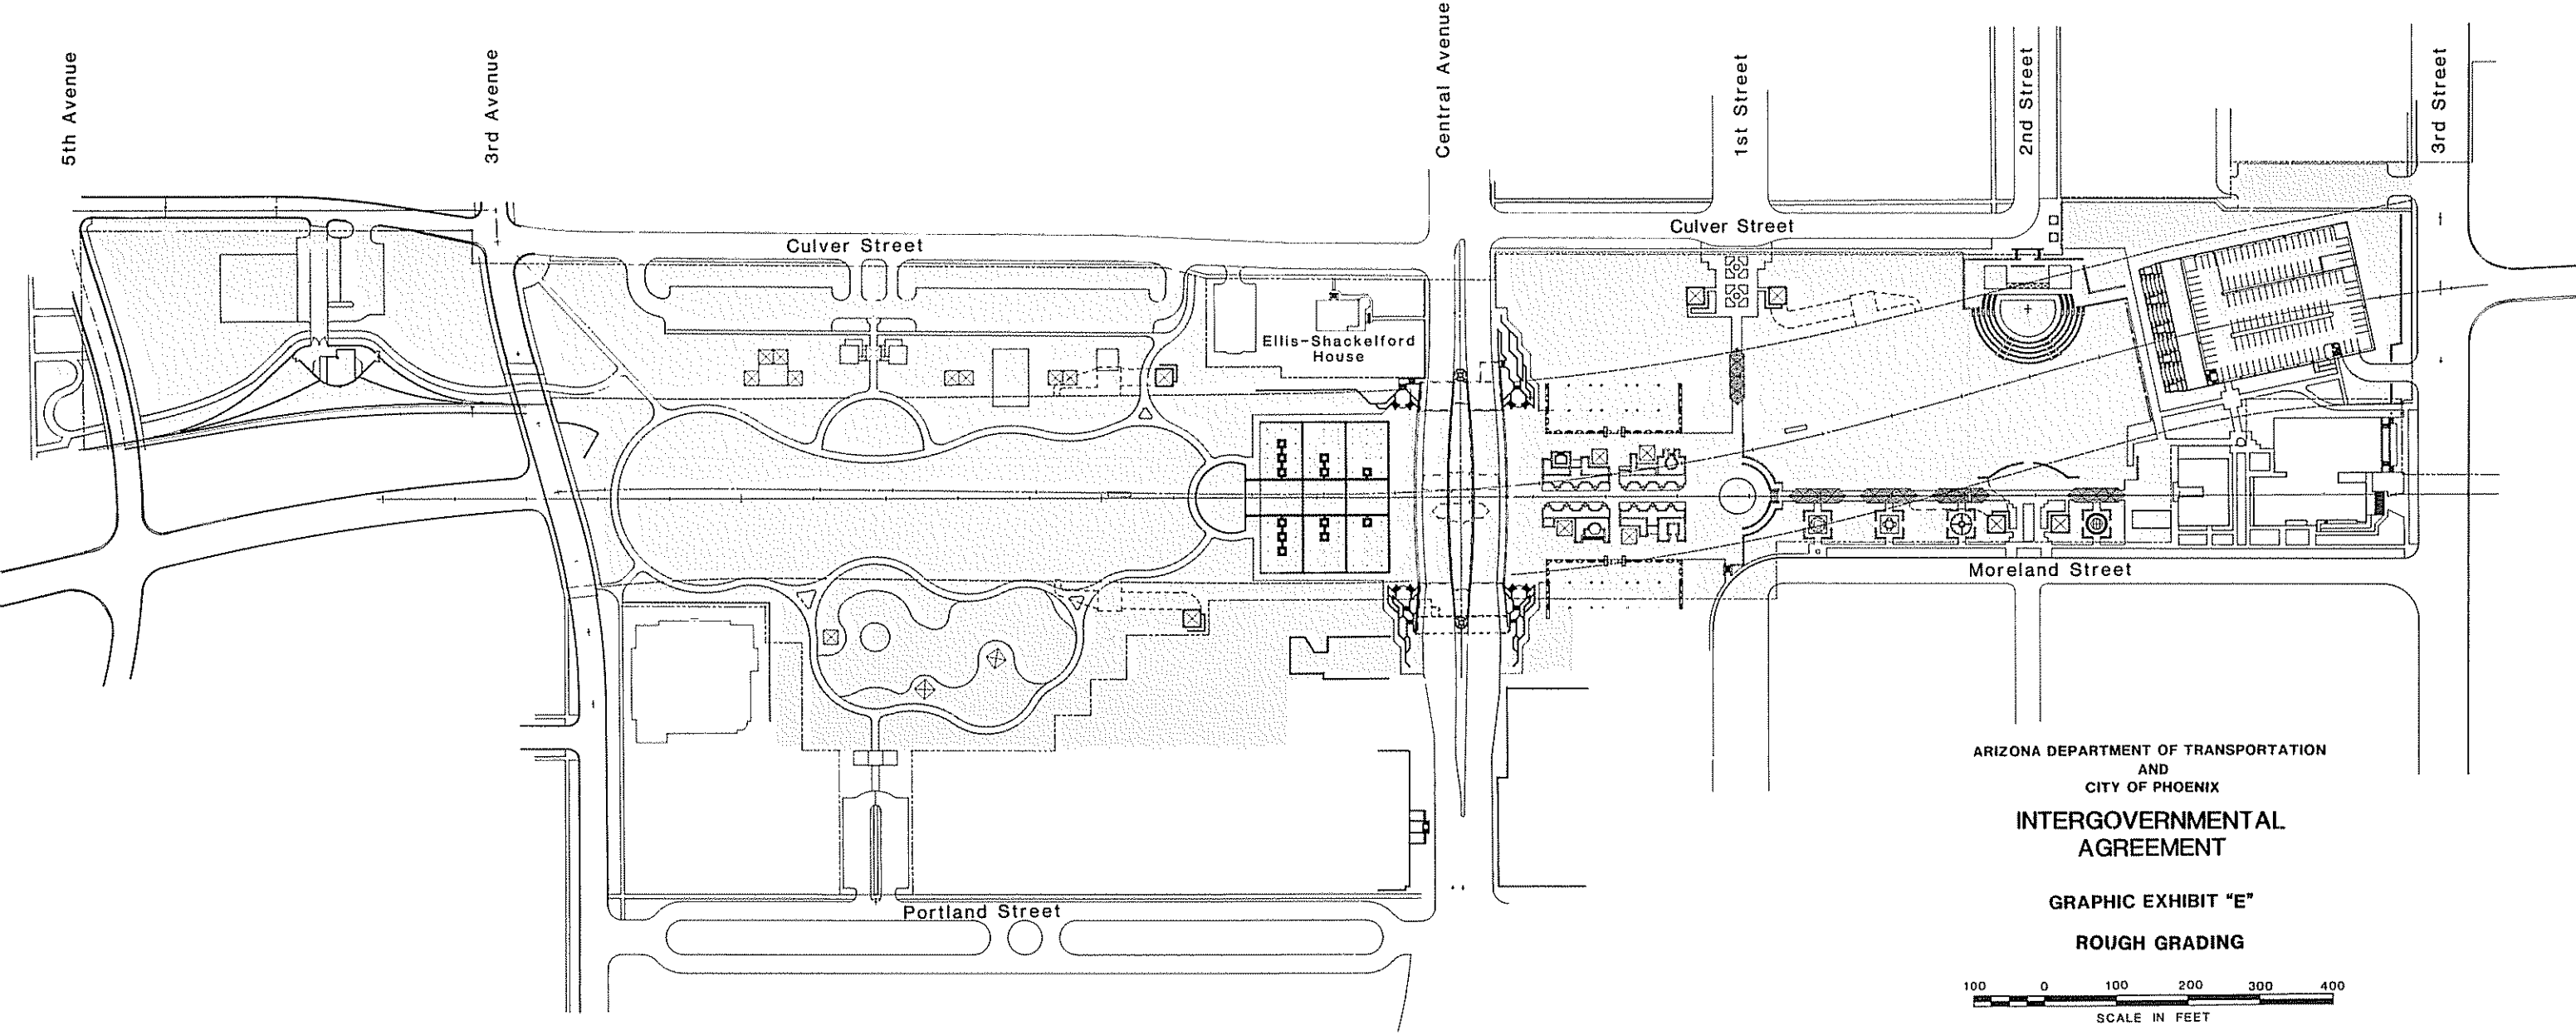 5th Avenue
3rd Avenue
Central Avenue
1st Street
2nd Street
3rd Street
Culver Street
Culver Street
Ellis-Shackelford
House
Moreland Street
Portland Street
ARIZONA DEPARTMENT OF TRANSPORTATION
AND
CITY OF PHOENIX
INTERGOVERNMENTAL
AGREEMENT
GRAPHIC EXHIBIT "E"
ROUGH GRADING
100 0 100 200 300 400
SCALE IN FEET